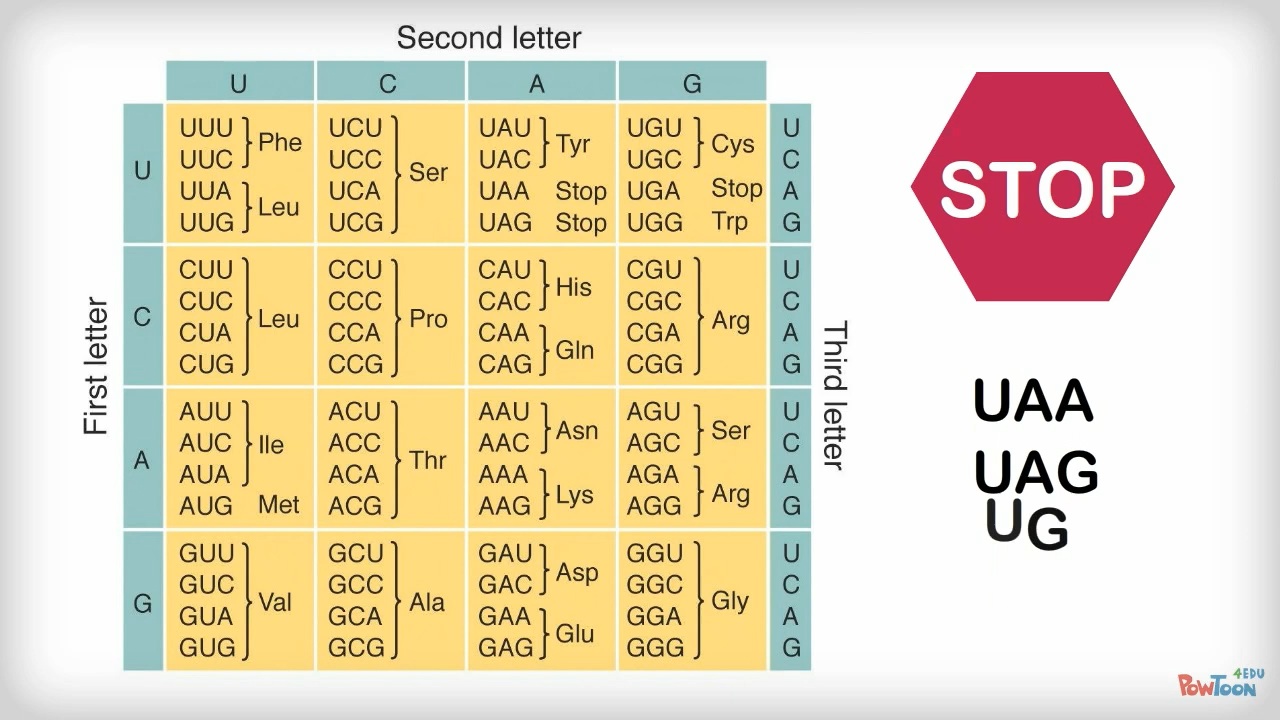 Second letter
U C A G
U
UUU
UUC
Phe
UUA
UUG
Leu
UCU
UCC
UCA
UCG
Ser
UAU
UAC
Tyr
UAA Stop
UAG Stop
UGU
UGC
Cys
UGA Stop
UGG Trp
U
C
A
G
C
CUU
CUC
CUA
CUG
Leu
CCU
CCC
CCA
CCG
Pro
CAU
CAC
His
CAA
CAG
Gln
CGU
CGC
CGA
CGG
Arg
U
C
A
G
A
AUU
AUC
AUA
Ile
AUG Met
ACU
ACC
ACA
ACG
Thr
AAU
AAC
Asn
AAA
AAG
Lys
AGU
AGC
Ser
AGA
AGG
Arg
U
C
A
G
G
GUU
GUC
GUA
GUG
Val
GCU
GCC
GCA
GCG
Ala
GAU
GAC
Asp
GAA
GAG
Glu
GGU
GGC
GGA
GGG
Gly
U
C
A
G
First letter
Third letter
STOP
UAA
UAG
UG
4EDU
POWTOON